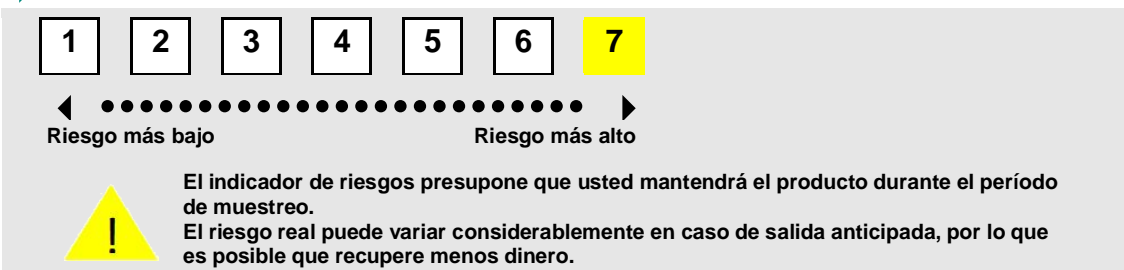 1 2 3 4 5 6 7
Riesgo más bajo Riesgo más alto
El indicador de riesgos presupone que usted mantendrá el producto durante el período
de muestreo.
!
El riesgo real puede variar considerablemente en caso de salida anticipada, por lo que
es posible que recupere menos dinero.